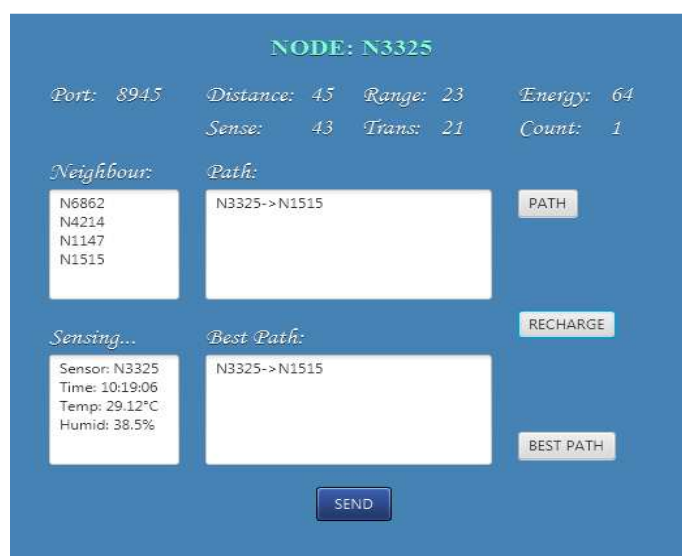 NODE: N3325
Port: 8945 Distance: 45 Range: 23 Energy: 64
Sense: 43 Trans: 21 Count: 1
Neighbour: Path:
N6862
N4214
N1147
N1515
N3325->N1515
PATH
RECHARGE
Sensing... Best Path:
Sensor: N3325
Time: 10:19:06
Temp: 29.12°C
Humid: 38.5%
N3325->N1515
BEST PATH
SEND